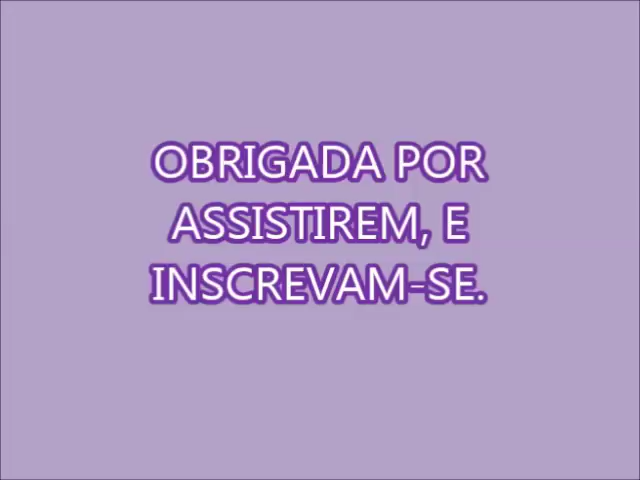 OBRIGADA POR
ASSISTIREM, E
INSCREVAM-SE.